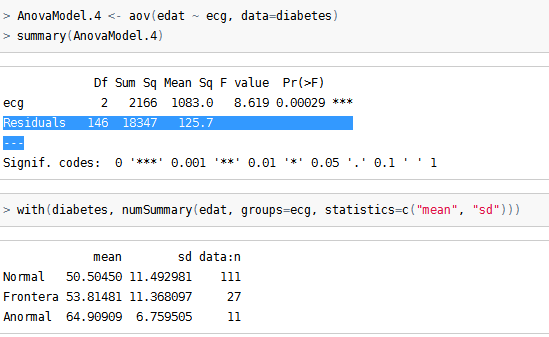 > AnovaModel.4 <- aov(edat ~ ecg, data=diabetes)
> summary(AnovaModel.4)
Df Sum Sq Mean Sq F value Pr(>F)
ecg 2 2166 1083.0 8.619 0.00029 ***
Residuals 146 18347 125.7
---
Signif. codes: 0 '***' 0.001 '**' 0.01 '*' 0.05 '.' 0.1 ' ' 1
> with(diabetes, numSummary(edat, groups=ecg, statistics=c("mean", "sd")))
mean sd data:n
Normal 50.50450 11.492981 111
Frontera 53.81481 11.368097 27
Anormal 64.90909 6.759505 11